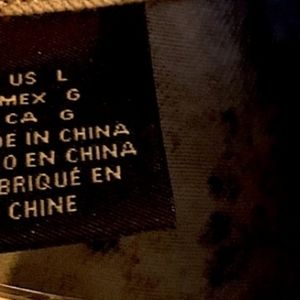 US L
MEX G
CA G
DE IN CHINA
O EN CHINA
BRIQUÉ EN
CHINE